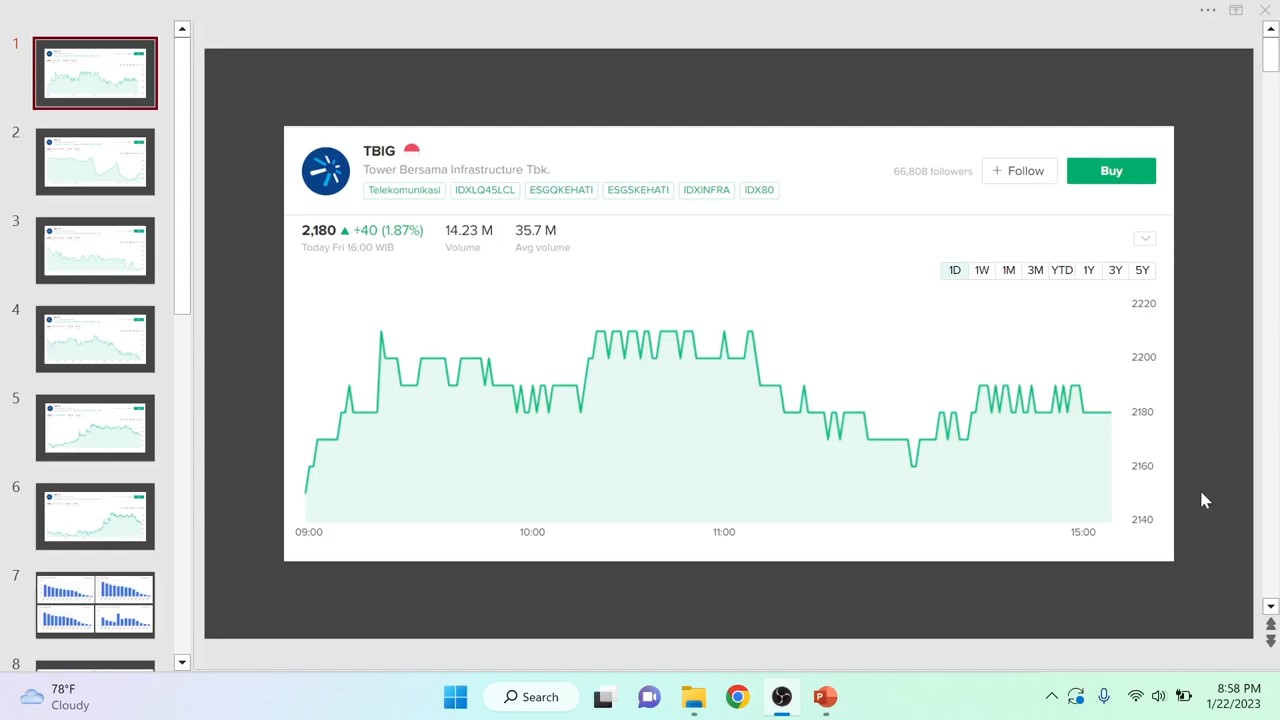 1
2
3
4
5
6
7
8
TBIG
Tower Bersama Infrastructure Tbk.
Telekomunikasi IDXLQ45LCL ESGQKEHATI ESGSKEHATI IDXINFRA IDX80
66,808 followers + Follow Buy
2,180 ▲ +40 (1.87%) 14.23 M 35.7 M
Today Fri 16:00 WIB Volume Avg volume
1D 1W 1M 3M YTD 1Y 3Y 5Y
2220
2200
2180
2160
2140
09:00 10:00 11:00 15:00
78°F
Cloudy
Search
8:58 PM
1/22/2023